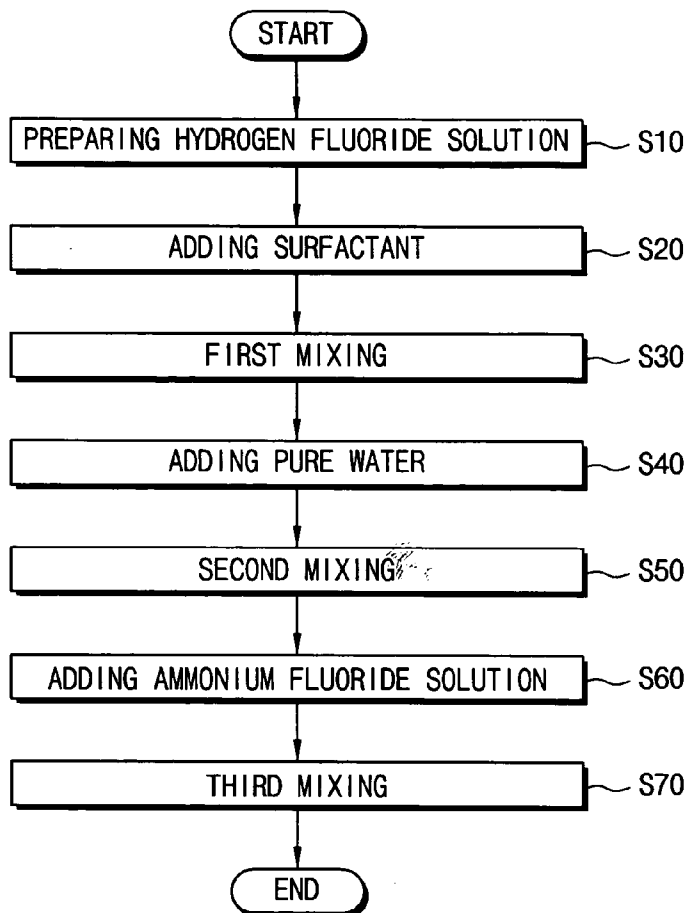 START
PREPARING HYDROGEN FLUORIDE SOLUTION S10
ADDING SURFACTANT S20
FIRST MIXING S30
ADDING PURE WATER S40
SECOND MIXING S50
ADDING AMMONIUM FLUORIDE SOLUTION S60
THIRD MIXING S70
END